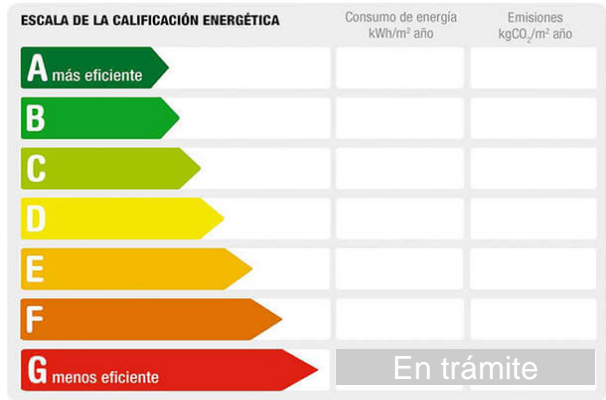 ESCALA DE LA CALIFICACIÓN ENERGÉTICA
Consumo de energía
kWh/m² año
Emisiones
kgCO₂/m² año
A más eficiente
B
C
D
E
F
G menos eficiente
En trámite